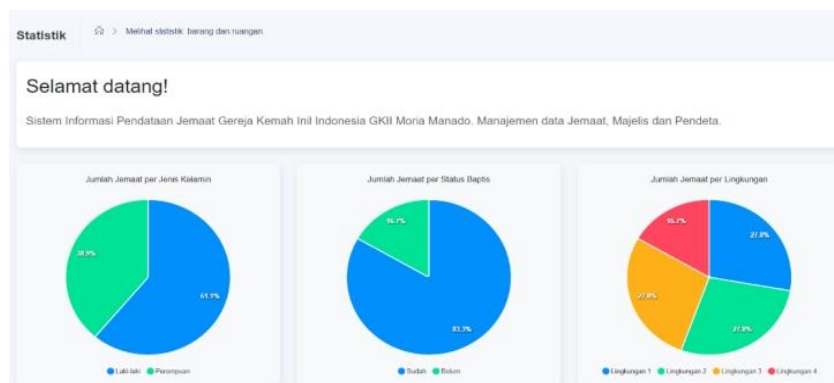 Statistik
Melihat statistik barang dan ruangan
Selamat datang!
Sistem Informasi Pendataan Jemaat Gereja Kemah Inil Indonesia GKII Moria Manado. Manajemen data Jemaat, Majelis dan Pendeta.
Jumlah Jemaat per Jenis Kelamin
38.9%
61.1%
Laki-laki Perempuan
Jumlah Jemaat per Status Baptis
16.7%
83.3%
Sudah Belum
Jumlah Jemaat per Lingkungan
16.7%
27.8%
27.8%
27.8%
Lingkungan 1 Lingkungan 2 Lingkungan 3 Lingkungan 4